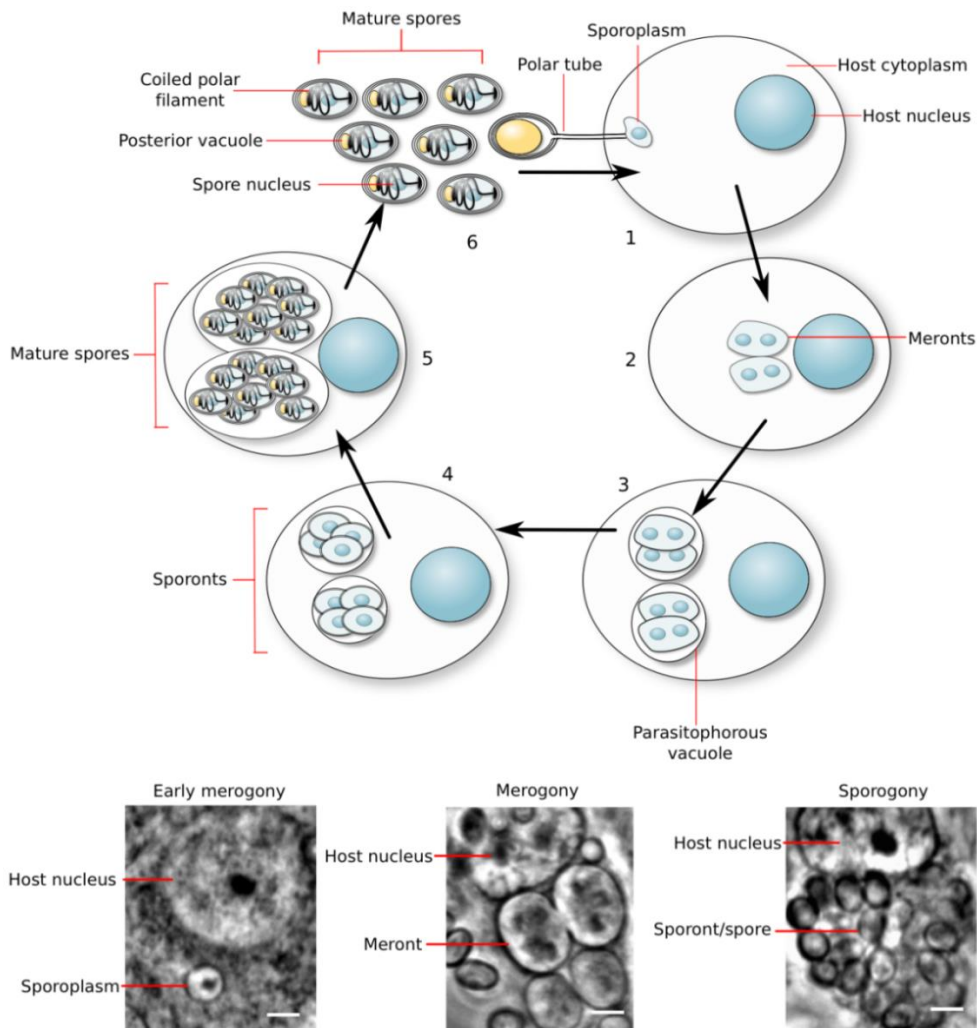 Mature spores
Sporoplasm
Polar tube
Host cytoplasm
Coiled polar
filament
Host nucleus
Posterior vacuole
Spore nucleus
6
1
Mature spores
5
2
Meronts
4
3
Sporonts
Parasitophorous
vacuole
Early merogony
Merogony
Sporogony
Host nucleus
Sporoplasm
Host nucleus
Meront
Host nucleus
Sporont/spore